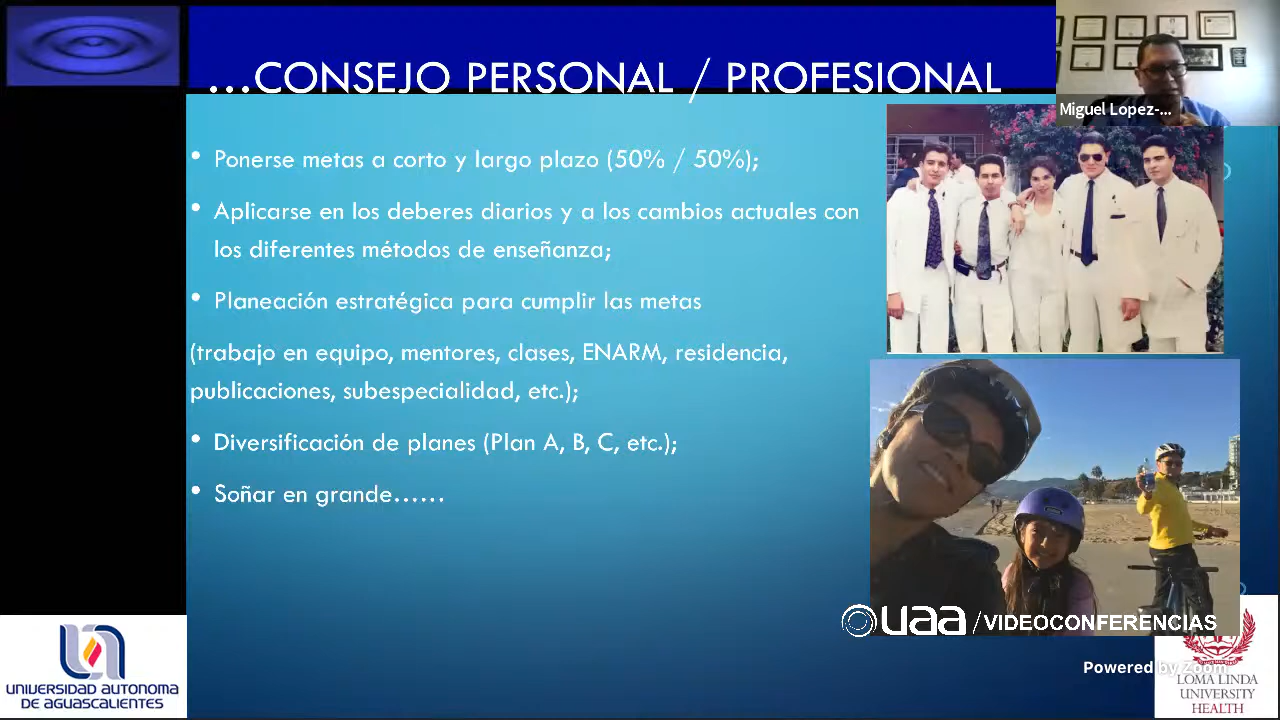 ...CONSEJO PERSONAL / PROFESIONAL
Miguel Lopez-...
• Ponerse metas a corto y largo plazo (50% / 50%);
• Aplicarse en los deberes diarios y a los cambios actuales con
los diferentes métodos de enseñanza;
• Planeación estratégica para cumplir las metas
(trabajo en equipo, mentores, clases, ENARM, residencia,
publicaciones, subespecialidad, etc.);
• Diversificación de planes (Plan A, B, C, etc.);
• Soñar en grande......
uaa /VIDEOCONFERENCIAS
Powered by Zoom
UNIVERSIDAD AUTONOMA
DE AGUASCALIENTES
LOMA LINDA
UNIVERSITY
HEALTH